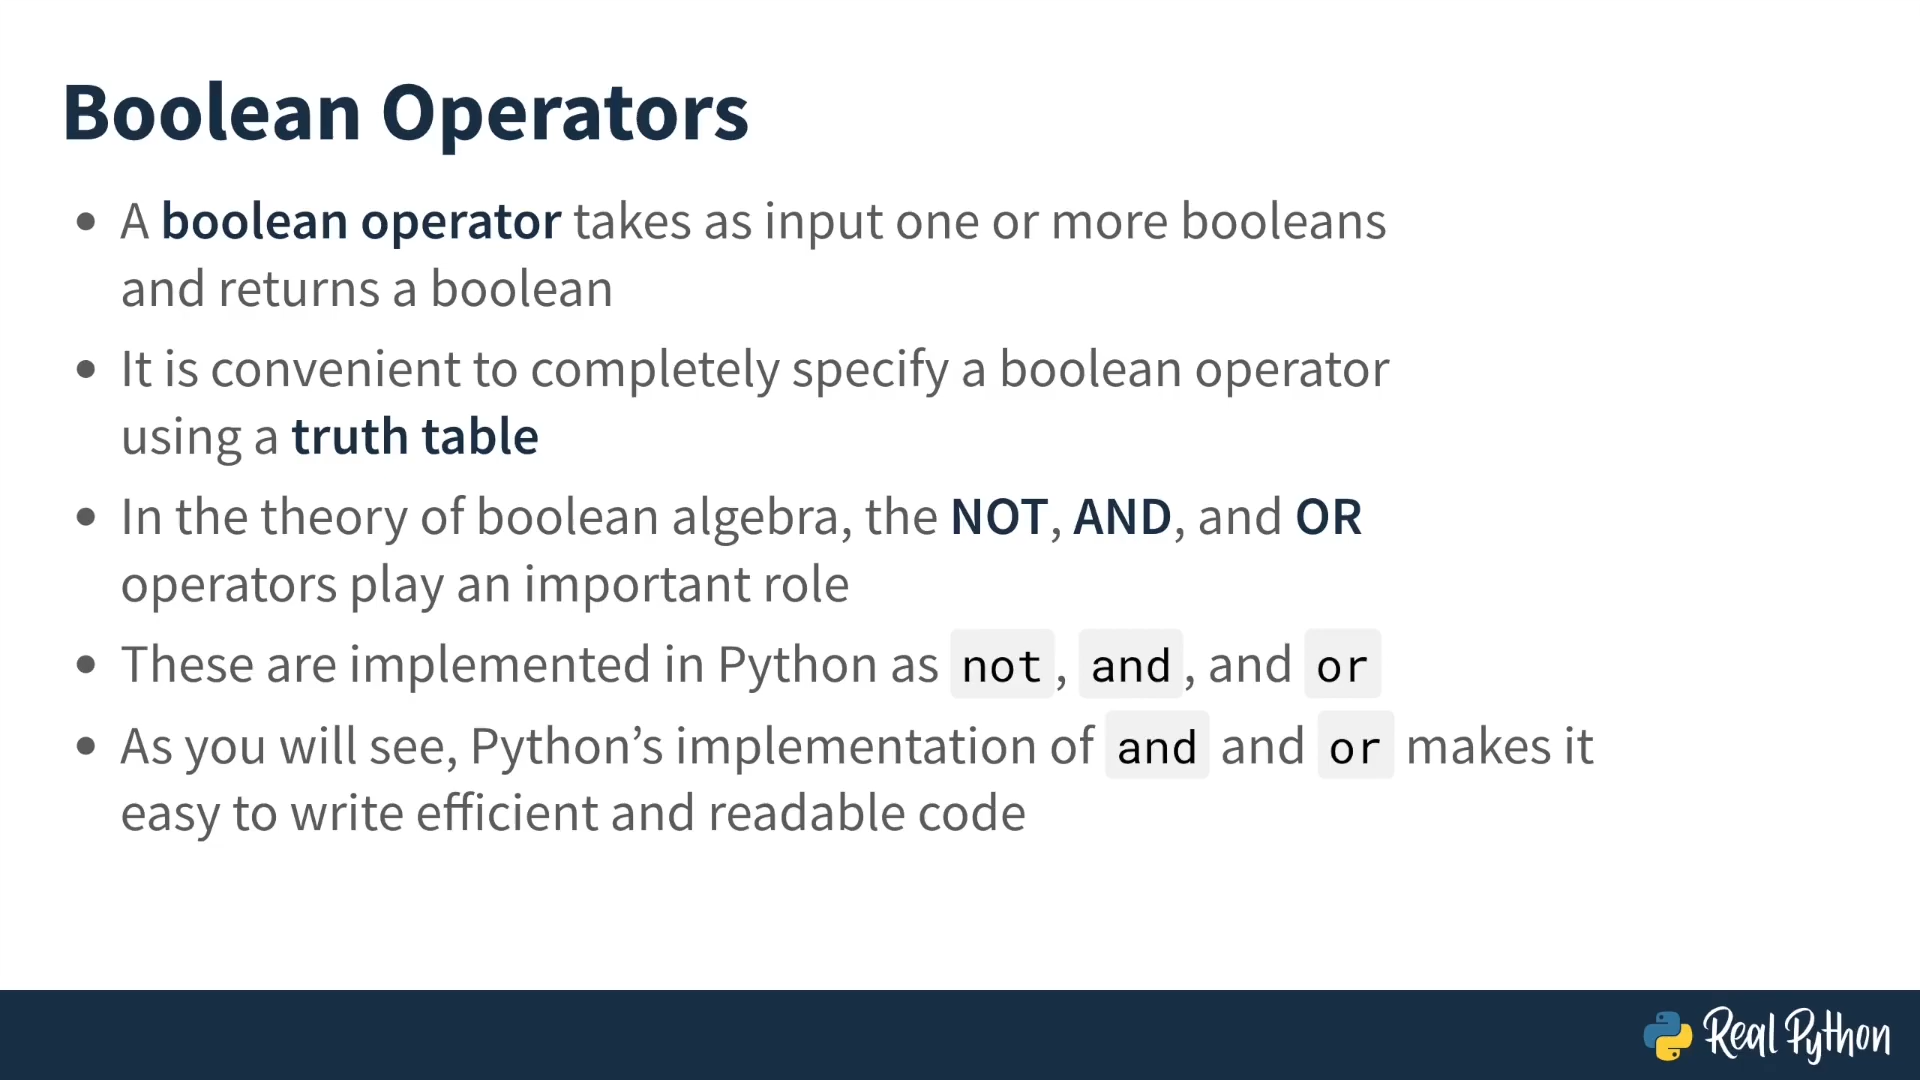 Boolean Operators
• A boolean operator takes as input one or more booleans
and returns a boolean
• It is convenient to completely specify a boolean operator
using a truth table
• In the theory of boolean algebra, the NOT, AND, and OR
operators play an important role
• These are implemented in Python as not, and, and or
• As you will see, Python’s implementation of and and or makes it
easy to write efficient and readable code
Real Python